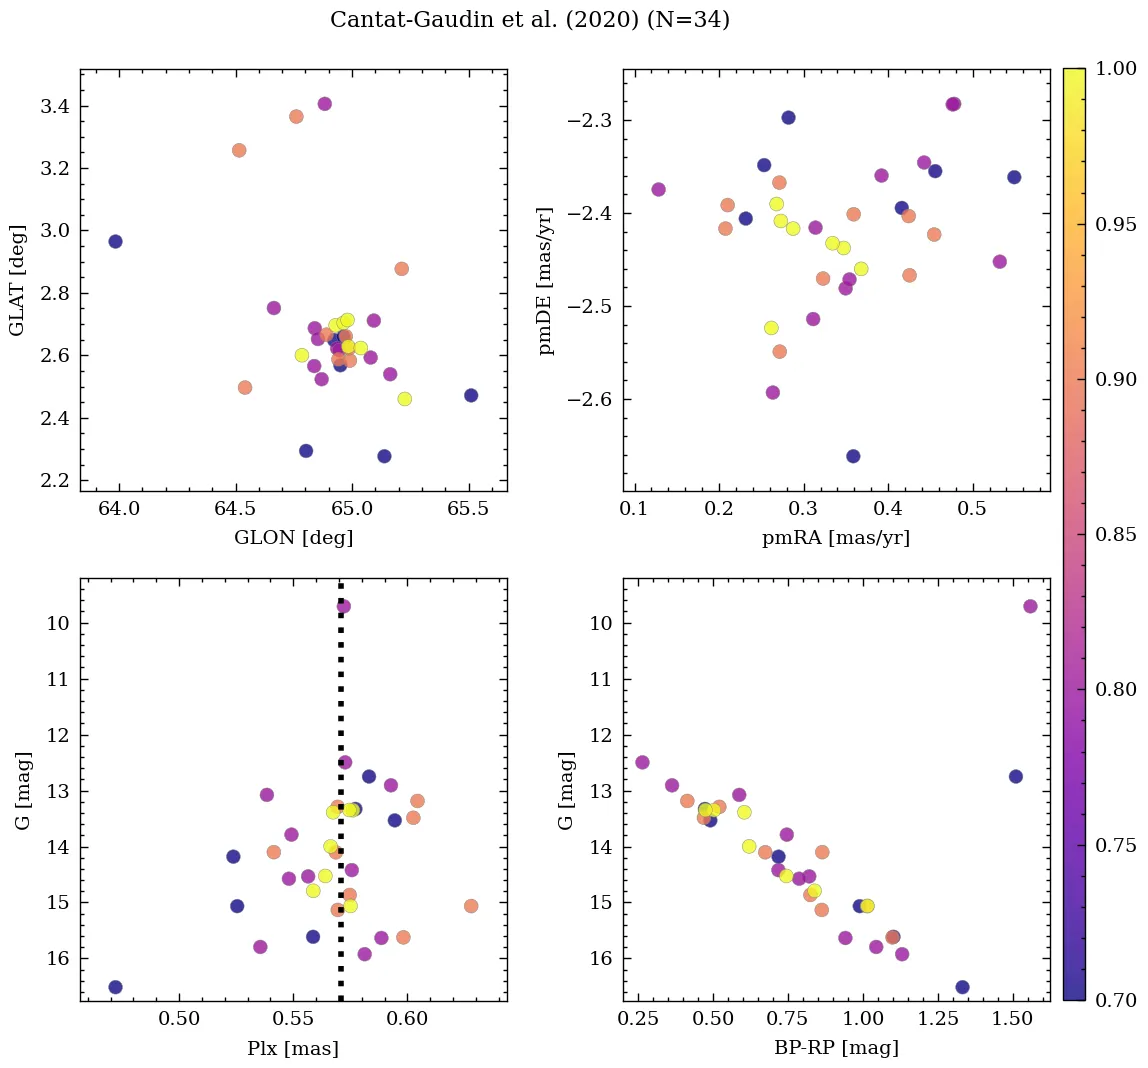 Cantat-Gaudin et al. (2020) (N=34)
3.4
3.2
3.0
2.8
2.6
2.4
2.2
GLAT [deg]
64.0 64.5 65.0 65.5
GLON [deg]
−2.3
−2.4
−2.5
−2.6
pmDE [mas/yr]
0.1 0.2 0.3 0.4 0.5
pmRA [mas/yr]
10
11
12
13
14
15
16
G [mag]
0.50 0.55 0.60
Plx [mas]
10
11
12
13
14
15
16
G [mag]
0.25 0.50 0.75 1.00 1.25 1.50
BP-RP [mag]
1.00
0.95
0.90
0.85
0.80
0.75
0.70